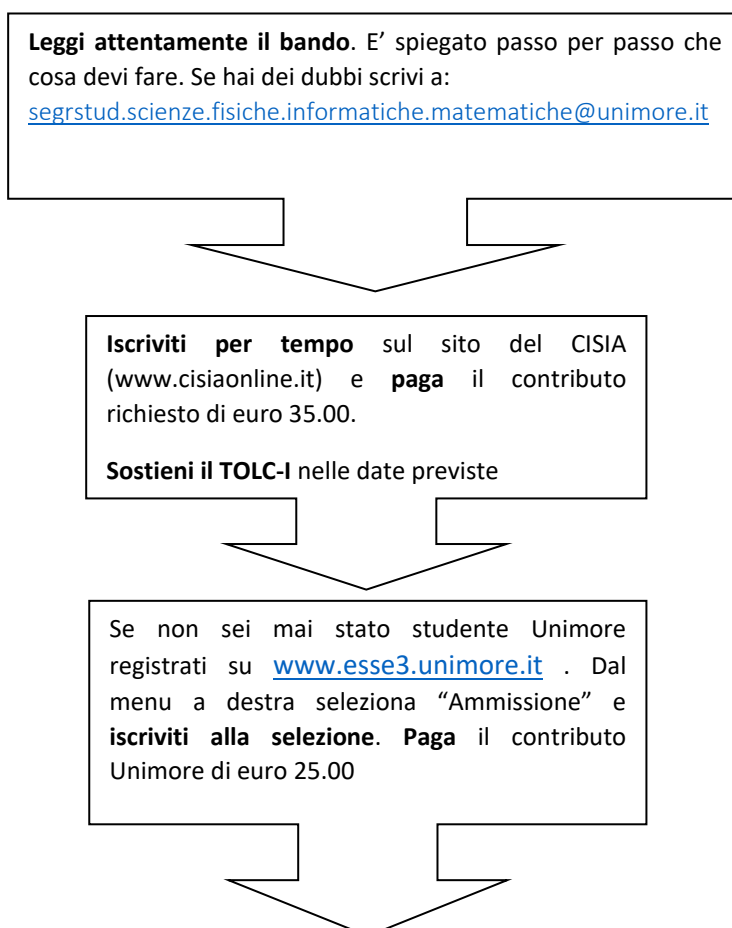 Leggi attentamente il bando. E’ spiegato passo per passo che
cosa devi fare. Se hai dei dubbi scrivi a:
segrstud.scienze.fisiche.informatiche.matematiche@unimore.it
Iscriviti per tempo sul sito del CISIA
(www.cisiaonline.it) e paga il contributo
richiesto di euro 35.00.
Sostieni il TOLC-I nelle date previste
Se non sei mai stato studente Unimore
registrati su www.esse3.unimore.it . Dal
menu a destra seleziona “Ammissione” e
iscriviti alla selezione. Paga il contributo
Unimore di euro 25.00